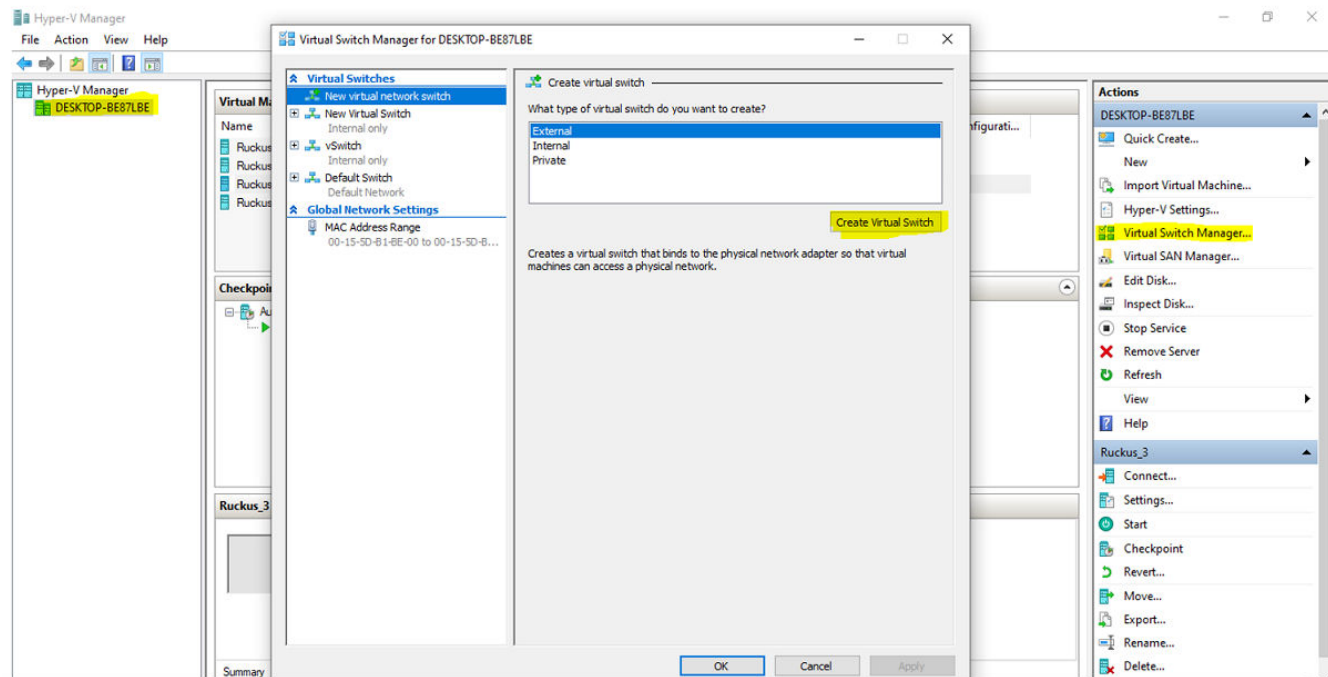 Hyper-V Manager
File Action View Help
Hyper-V Manager
DESKTOP-BE87LBE
Virtual Ma
Name
Ruckus
Ruckus
Ruckus
Ruckus
Checkpoi
Au
Ruckus_3
Summary
Virtual Switch Manager for DESKTOP-BE87LBE
Virtual Switches
New virtual network switch
New Virtual Switch
Internal only
vSwitch
Internal only
Default Switch
Default Network
Global Network Settings
MAC Address Range
00-15-5D-B1-BE-00 to 00-15-5D-B...
Create virtual switch
What type of virtual switch do you want to create?
External
Internal
Private
Create Virtual Switch
Creates a virtual switch that binds to the physical network adapter so that virtual
machines can access a physical network.
OK Cancel Apply
nfigurati...
Actions
DESKTOP-BE87LBE
Quick Create...
New
Import Virtual Machine...
Hyper-V Settings...
Virtual Switch Manager...
Virtual SAN Manager...
Edit Disk...
Inspect Disk...
Stop Service
Remove Server
Refresh
View
Help
Ruckus_3
Connect...
Settings...
Start
Checkpoint
Revert...
Move...
Export...
Rename...
Delete...